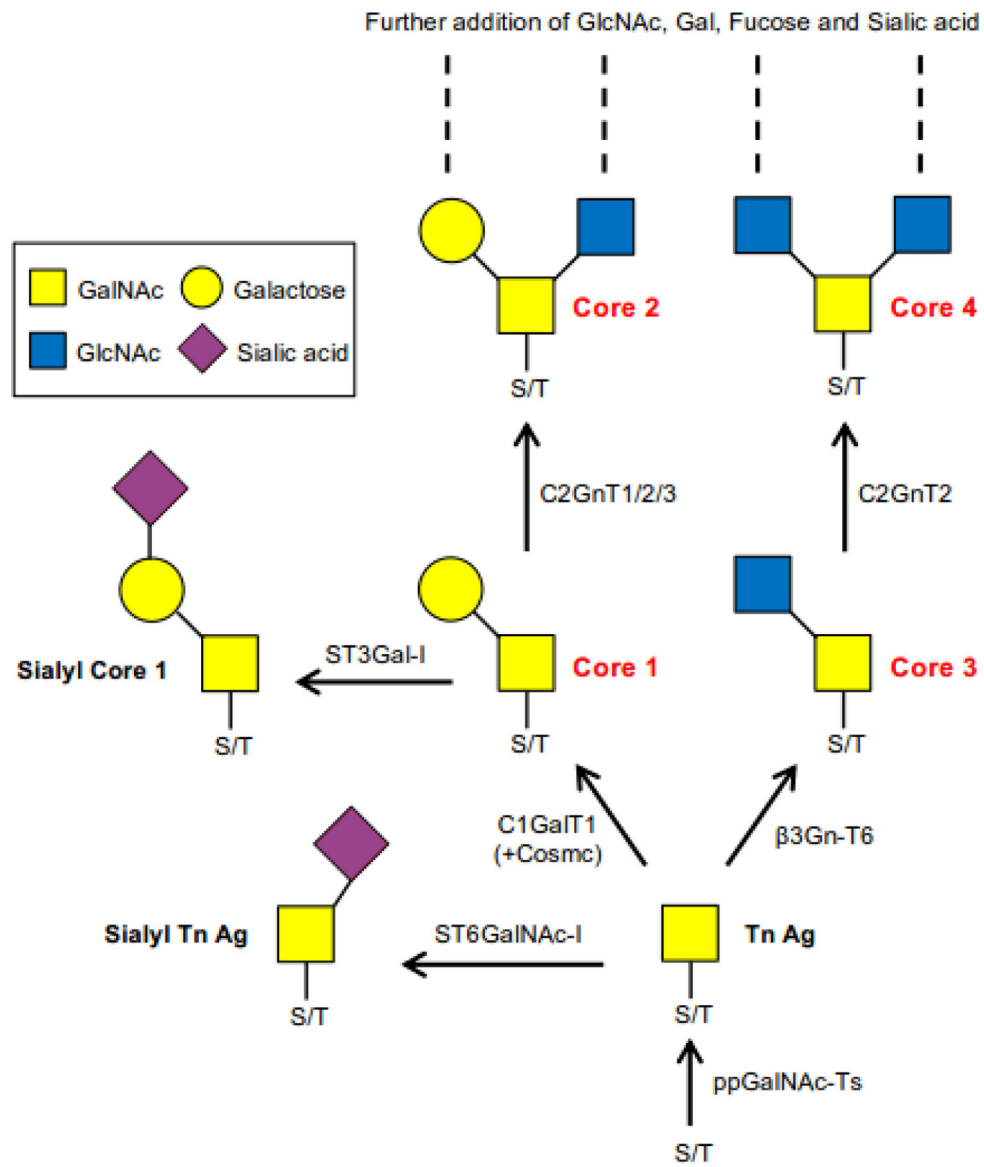 Further addition of GlcNAc, Gal, Fucose and Sialic acid
GalNAc
Galactose
GlcNAc
Sialic acid
Core 2
Core 4
S/T
S/T
C2GnT1/2/3
C2GnT2
ST3Gal-I
Sialyl Core 1
Core 1
Core 3
S/T
S/T
S/T
C1GalT1
(+Cosmc)
β3Gn-T6
Sialyl Tn Ag
ST6GalNAc-I
Tn Ag
S/T
S/T
ppGalNAc-Ts
S/T